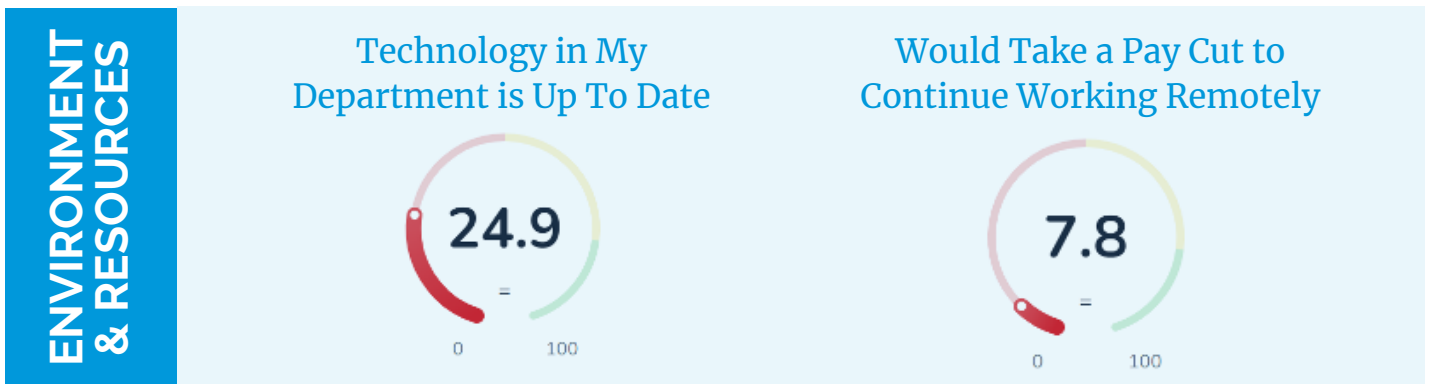 ENVIRONMENT
& RESOURCES
Technology in My
Department is Up To Date
24.9
=
0 100
Would Take a Pay Cut to
Continue Working Remotely
7.8
=
0 100